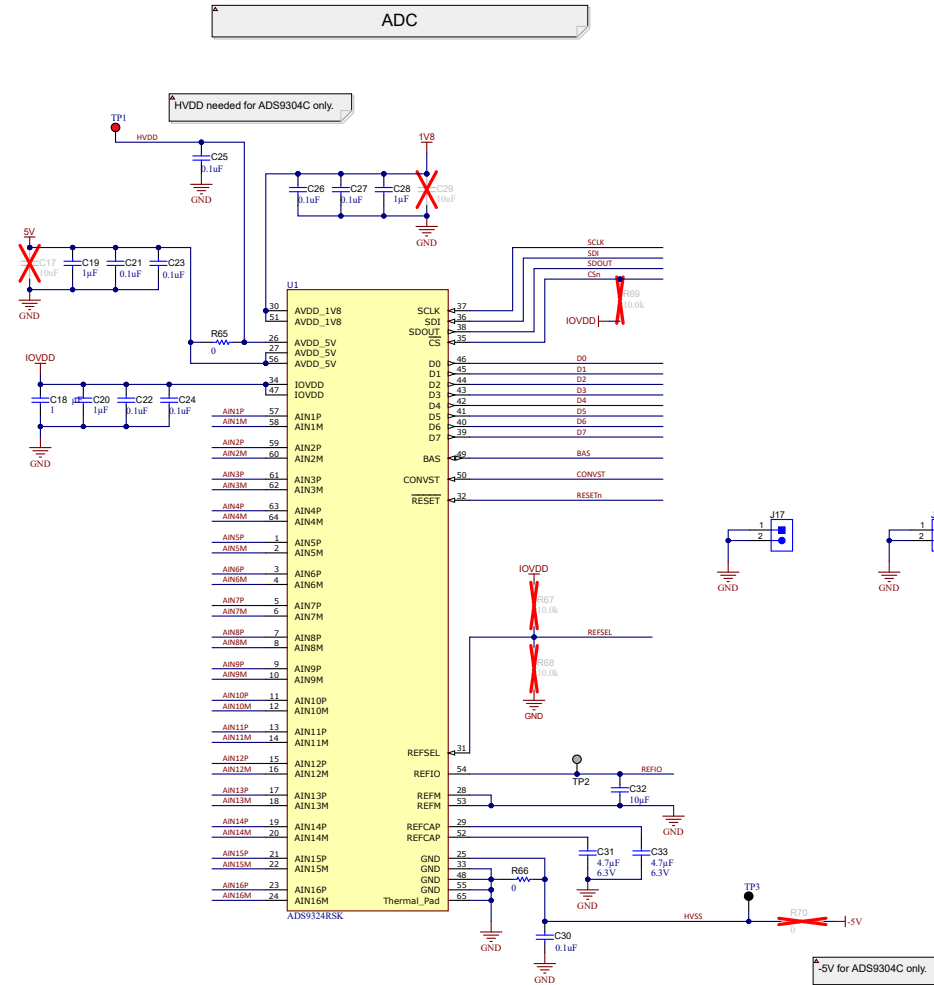 ADC
HVDD needed for ADS9304C only.
TP1
HVDD
C25
0.1uF
GND
1V8
C26
0.1uF
C27
0.1uF
C28
1µF
C29
10uF
GND
5V
C17
10uF
C19
1µF
C21
0.1uF
C23
0.1uF
GND
R65
0
IOVDD
C18
1 µF
C20
1µF
C22
0.1uF
C24
0.1uF
GND
U1
30 AVDD_1V8
51 AVDD_1V8
26 AVDD_5V
27 AVDD_5V
56 AVDD_5V
34 IOVDD
47 IOVDD
AIN1P 57 AIN1P
AIN1M 58 AIN1M
AIN2P 59 AIN2P
AIN2M 60 AIN2M
AIN3P 61 AIN3P
AIN3M 62 AIN3M
AIN4P 63 AIN4P
AIN4M 64 AIN4M
AIN5P 1 AIN5P
AIN5M 2 AIN5M
AIN6P 3 AIN6P
AIN6M 4 AIN6M
AIN7P 5 AIN7P
AIN7M 6 AIN7M
AIN8P 7 AIN8P
AIN8M 8 AIN8M
AIN9P 9 AIN9P
AIN9M 10 AIN9M
AIN10P 11 AIN10P
AIN10M 12 AIN10M
AIN11P 13 AIN11P
AIN11M 14 AIN11M
AIN12P 15 AIN12P
AIN12M 16 AIN12M
AIN13P 17 AIN13P
AIN13M 18 AIN13M
AIN14P 19 AIN14P
AIN14M 20 AIN14M
AIN15P 21 AIN15P
AIN15M 22 AIN15M
AIN16P 23 AIN16P
AIN16M 24 AIN16M
ADS9324RSK
SCLK 37 SCLK
SDI 36 SDI
SDOUT 38 SDOUT
CS 35 CSn
R69
10.0k
IOVDD
D0 46 D0
D1 45 D1
D2 44 D2
D3 43 D3
D4 42 D4
D5 41 D5
D6 40 D6
D7 39 D7
BAS 49 BAS
CONVST 50 CONVST
RESET 32 RESETn
IOVDD
R67
10.0k
REFSEL
R68
10.0k
GND
REFSEL 31
REFIO 54 REFIO
TP2
C32
10µF
GND
REFM 28
REFM 53
REFCAP 29
REFCAP 52
C31
4.7µF
6.3V
C33
4.7µF
6.3V
GND
GND 25
GND 33
GND 48
GND 55
Thermal_Pad 65
R66
0
GND
C30
0.1uF
GND
HVSS
TP3
R70
0
-5V
-5V for ADS9304C only.
J17
1
2
GND
1
2
GND